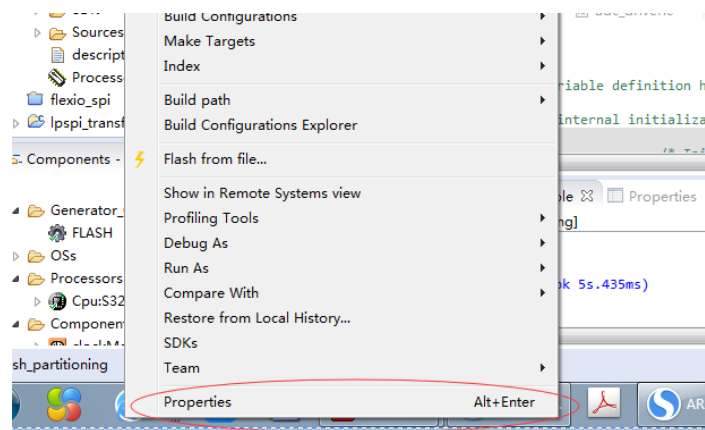 Sources
descript
Process
flexio_spi
lpspi_transf
Components -
Generator_
FLASH
OSs
Processors
Cpu:S32
Componen
sh_partitioning
Build Configurations
Make Targets
Index
Build path
Build Configurations Explorer
Flash from file...
Show in Remote Systems view
Profiling Tools
Debug As
Run As
Compare With
Restore from Local History...
SDKs
Team
Properties Alt+Enter
riable definition h
internal initializa
le Properties
ng]
ok 5s.435ms)
AR